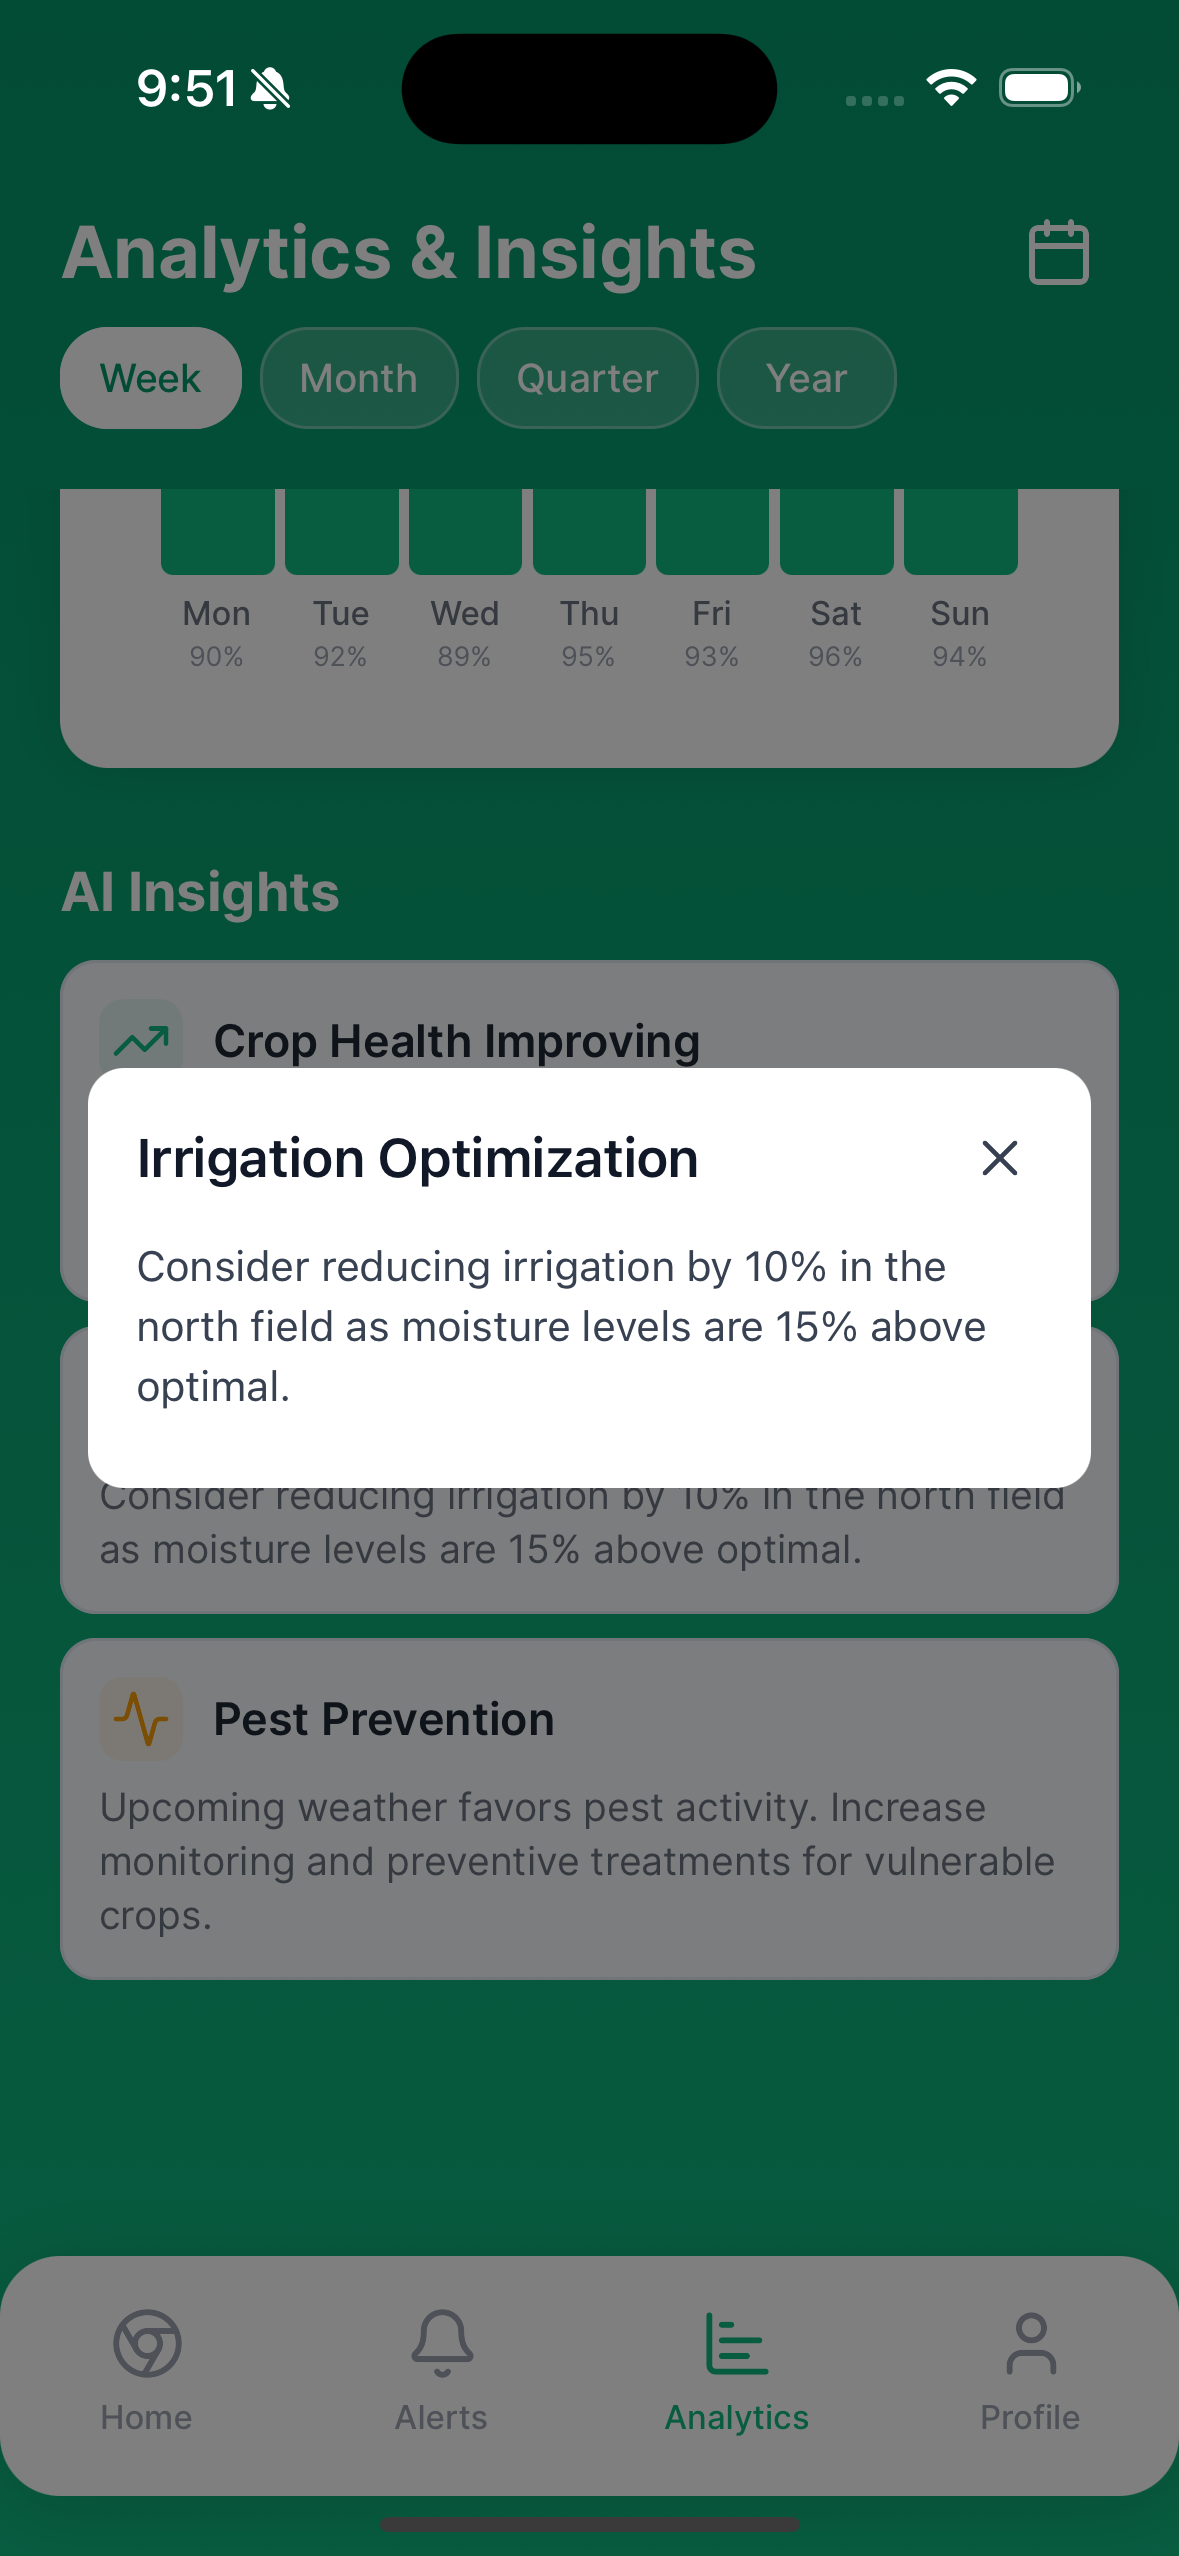 9:51
Analytics & Insights
Week Month Quarter Year
Mon Tue Wed Thu Fri Sat Sun
90% 92% 89% 95% 93% 96% 94%
AI Insights
Crop Health Improving
Irrigation Optimization
Consider reducing irrigation by 10% in the
north field as moisture levels are 15% above
optimal.
Consider reducing irrigation by 10% in the north field
as moisture levels are 15% above optimal.
Pest Prevention
Upcoming weather favors pest activity. Increase
monitoring and preventive treatments for vulnerable
crops.
Home Alerts Analytics Profile